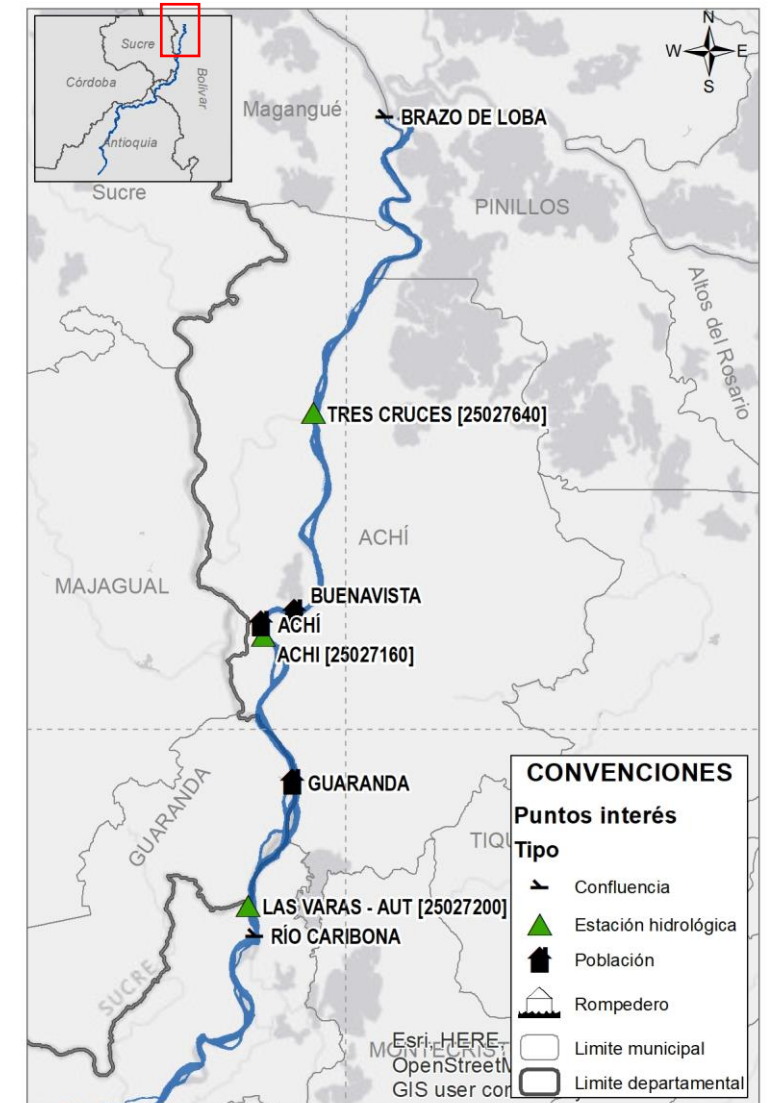 Sucre
Córdoba
Bolívar
Antioquia
N
W
E
S
Magangué
BRAZO DE LOBA
Sucre
PINILLOS
Altos del Rosario
TRES CRUCES [25027640]
ACHÍ
MAJAGUAL
BUENAVISTA
ACHÍ
ACHI [25027160]
GUARANDA
GUARANDA
TIQU
LAS VARAS - AUT [25027200]
RÍO CARIBONA
SUCRE
MONTECRIST
Esri, HERE,
OpenStreetM
GIS user com
CONVENCIONES
Puntos interés
Tipo
Confluencia
Estación hidrológica
Población
Rompedero
Limite municipal
Limite departamental